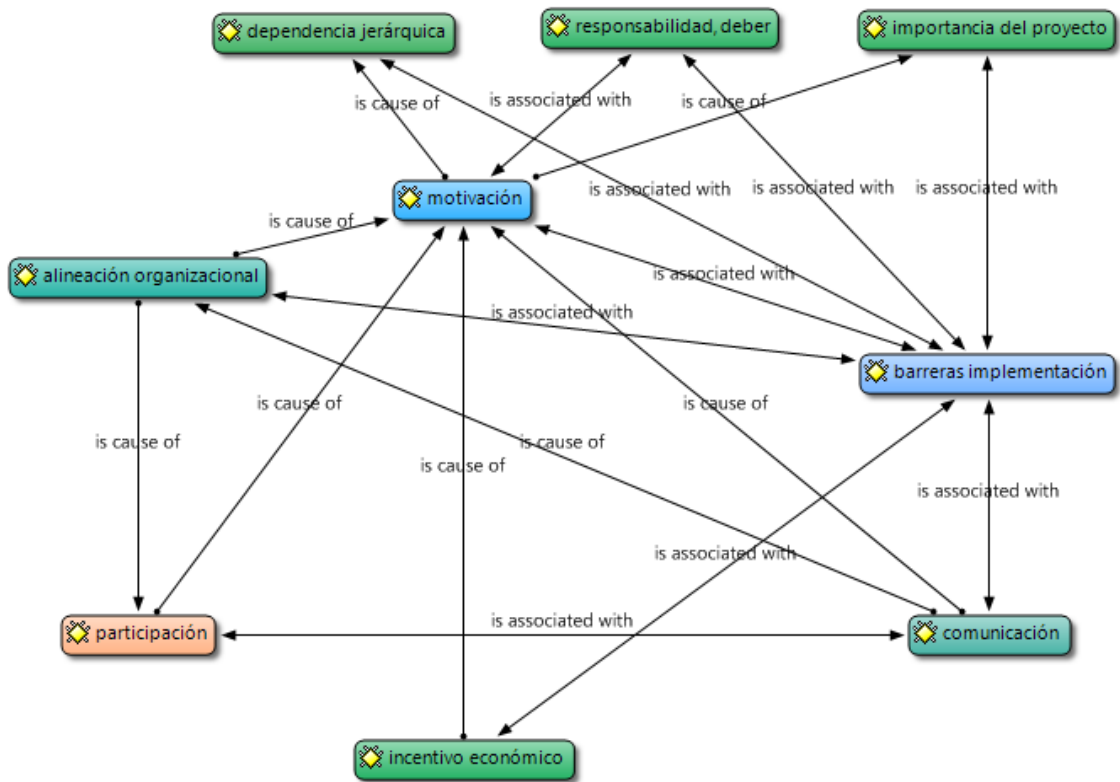 dependencia jerárquica
responsabilidad, deber
importancia del proyecto
is cause of
is associated with
is cause of
motivación
is associated with
is associated with
is associated with
is cause of
alineación organizacional
is associated with
is associated with
barreras implementación
is cause of
is cause of
is cause of
is cause of
is cause of
is associated with
is associated with
participación
is associated with
comunicación
incentivo económico